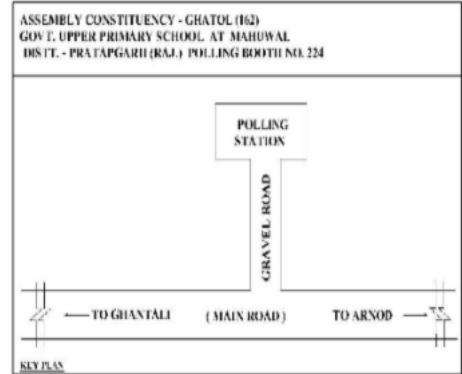 ASSEMBLY CONSTITUENCY - GHATOL (162)
GOVT. UPPER PRIMARY SCHOOL AT MAHUWAL
DISTT. - PRATAPGARH (RAJ.) POLLING BOOTH NO. 224
POLLING
STATION
GRAVEL ROAD
TO GHANTALI (MAIN ROAD) TO ARNOD
KEY PLAN